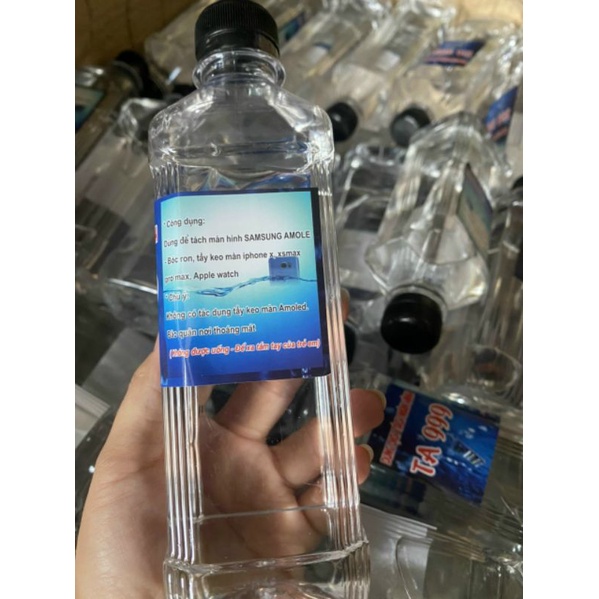 * Công dụng:
Dùng để tách màn hình SAMSUNG AMOLE
- Bóc ron, tẩy keo màn iphone x, xsmax
pro max, Apple watch
* Chú ý:
Không có tác dụng tẩy keo màn Amoled.
Bảo quản nơi thoáng mát
(Không được uống - Để xa tầm tay của trẻ em)
TA 999